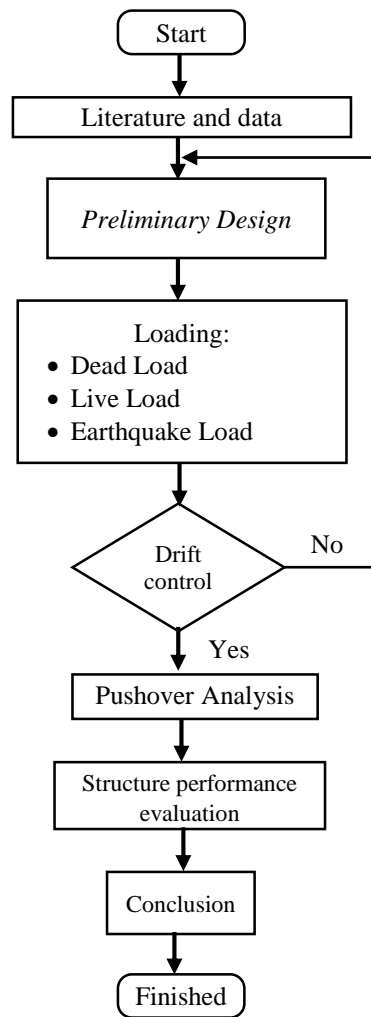 Start
Literature and data
Preliminary Design
Loading:
• Dead Load
• Live Load
• Earthquake Load
Drift
control
No
Yes
Pushover Analysis
Structure performance
evaluation
Conclusion
Finished